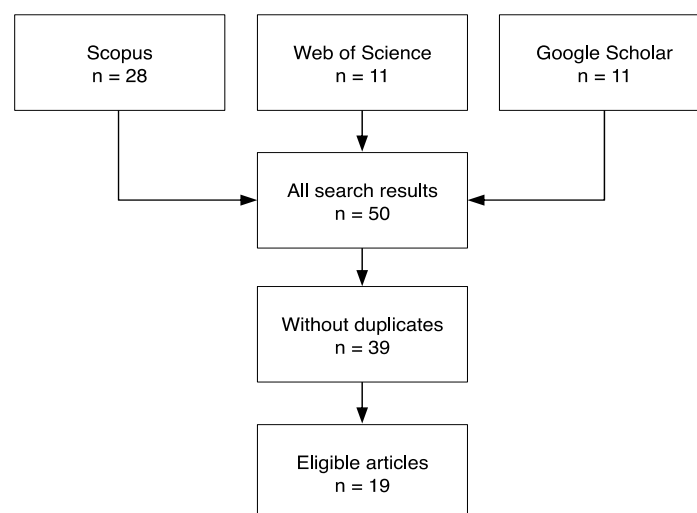 Scopus
n = 28
Web of Science
n = 11
Google Scholar
n = 11
All search results
n = 50
Without duplicates
n = 39
Eligible articles
n = 19